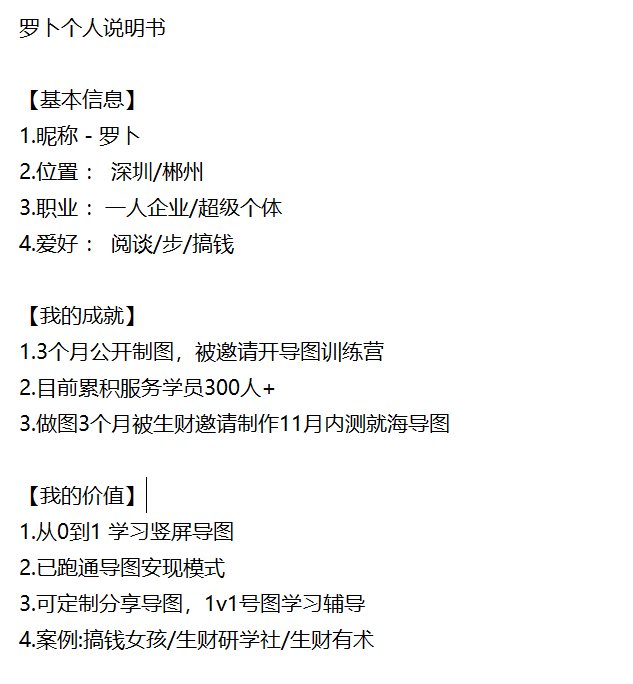 罗卜个人说明书
【基本信息】
1.昵称 - 罗卜
2.位置： 深圳/郴州
3.职业：一人企业/超级个体
4.爱好： 阅谈/步/搞钱
【我的成就】
1.3个月公开制图，被邀请开导图训练营
2.目前累积服务学员300人+
3.做图3个月被生财邀请制作11月内测就海导图
【我的价值】
1.从0到1 学习竖屏导图
2.已跑通导图安现模式
3.可定制分享导图，1v1号图学习辅导
4.案例:搞钱女孩/生财研学社/生财有术